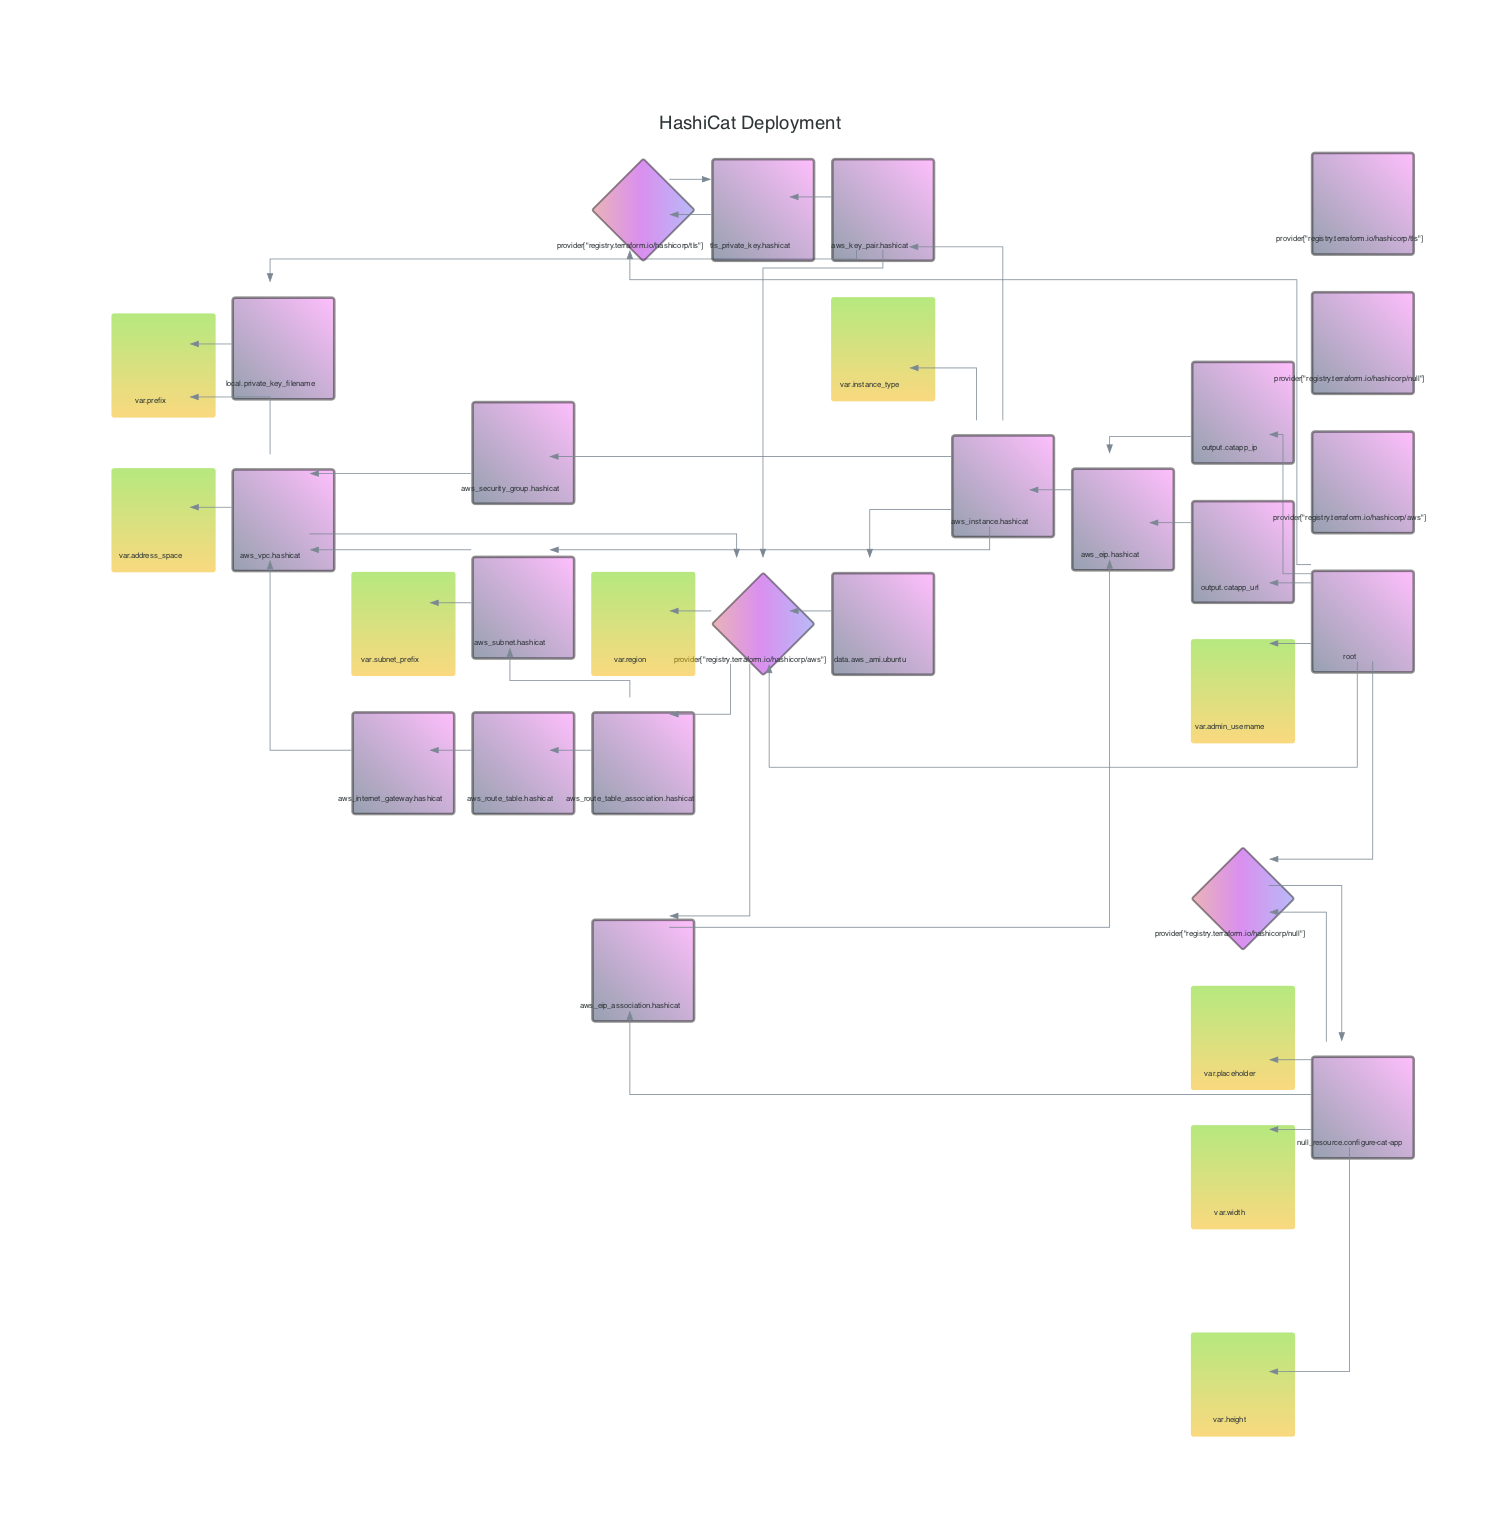 HashiCat Deployment
provider["registry.terraform.io/hashicorp/tls"]
tls_private_key.hashicat
aws_key_pair.hashicat
provider["registry.terraform.io/hashicorp/tls"]
local.private_key_filename
var.prefix
var.instance_type
provider["registry.terraform.io/hashicorp/null"]
output.catapp_ip
aws_security_group.hashicat
aws_instance.hashicat
provider["registry.terraform.io/hashicorp/aws"]
var.address_space
aws_vpc.hashicat
aws_eip.hashicat
output.catapp_url
var.subnet_prefix
aws_subnet.hashicat
var.region
provider["registry.terraform.io/hashicorp/aws"]
data.aws_ami.ubuntu
root
var.admin_username
aws_internet_gateway.hashicat
aws_route_table.hashicat
aws_route_table_association.hashicat
provider["registry.terraform.io/hashicorp/null"]
aws_eip_association.hashicat
var.placeholder
null_resource.configure-cat-app
var.width
var.height